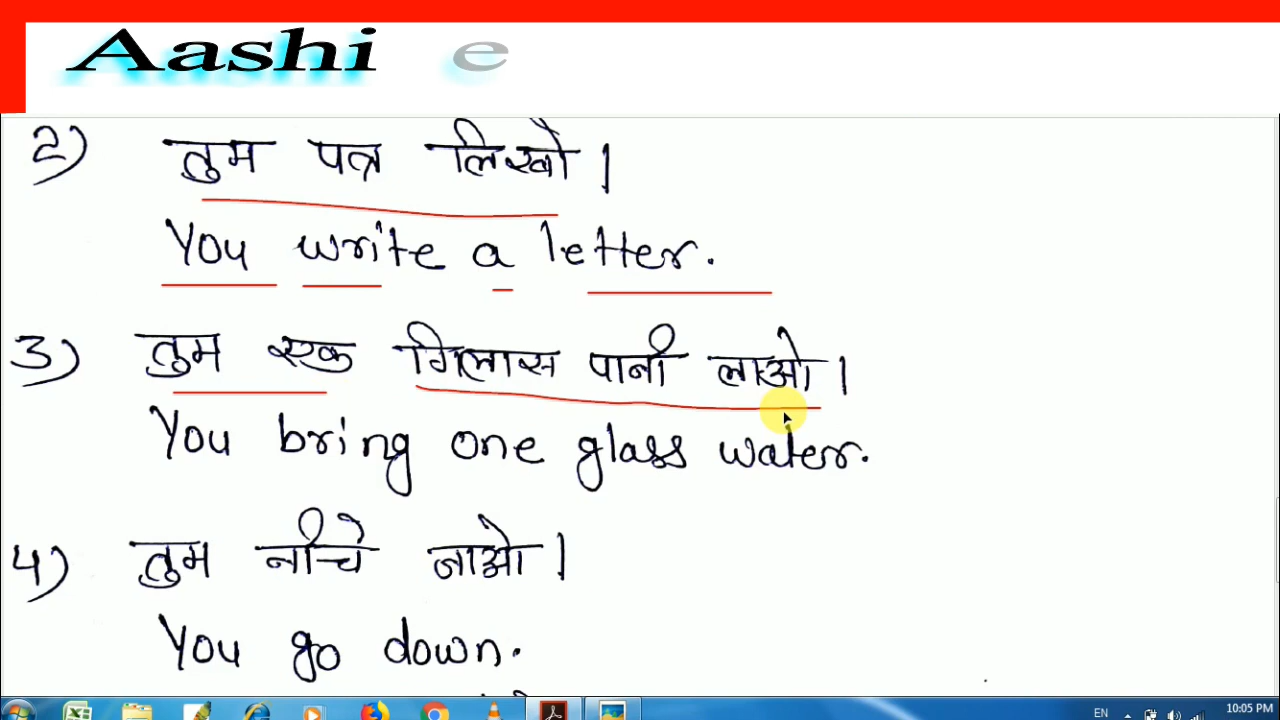 Aashi e
2) तुम पत्र लिखो।
You write a letter.
3) तुम एक गिलास पानी लाओ।
You bring one glass water.
4) तुम नीचे जाओ।
You go down.
EN 10:05 PM